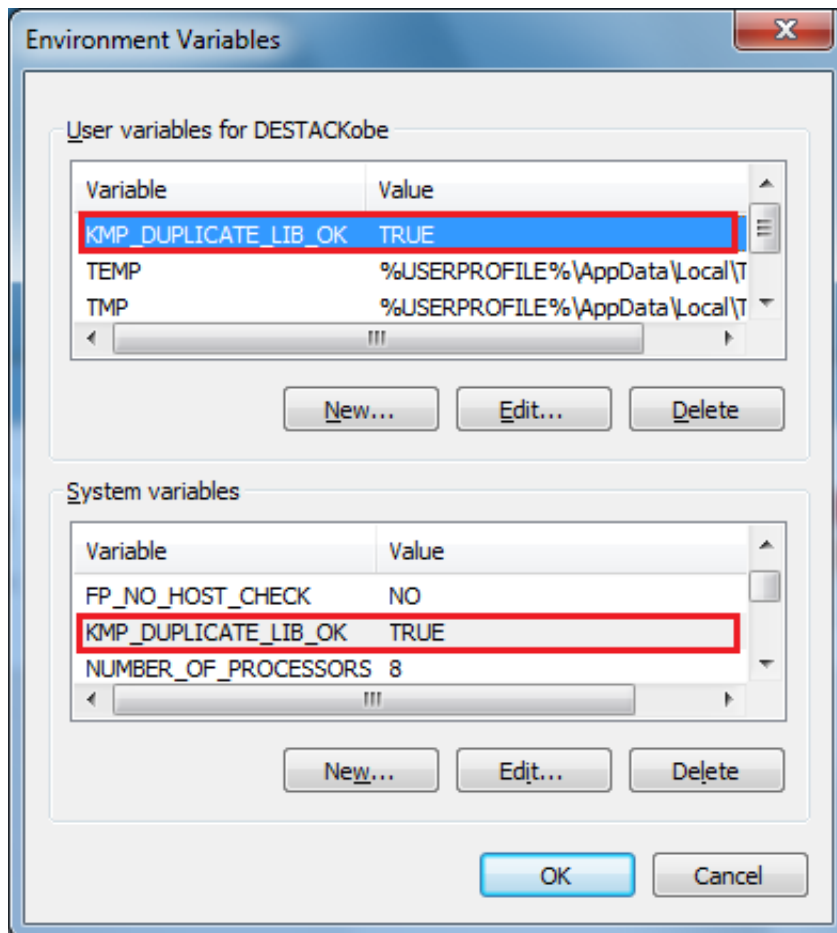 Environment Variables
User variables for DESTACKobe
Variable Value
KMP_DUPLICATE_LIB_OK TRUE
TEMP %USERPROFILE%\AppData\Local\T
TMP %USERPROFILE%\AppData\Local\T
New... Edit... Delete
System variables
Variable Value
FP_NO_HOST_CHECK NO
KMP_DUPLICATE_LIB_OK TRUE
NUMBER_OF_PROCESSORS 8
New... Edit... Delete
OK Cancel